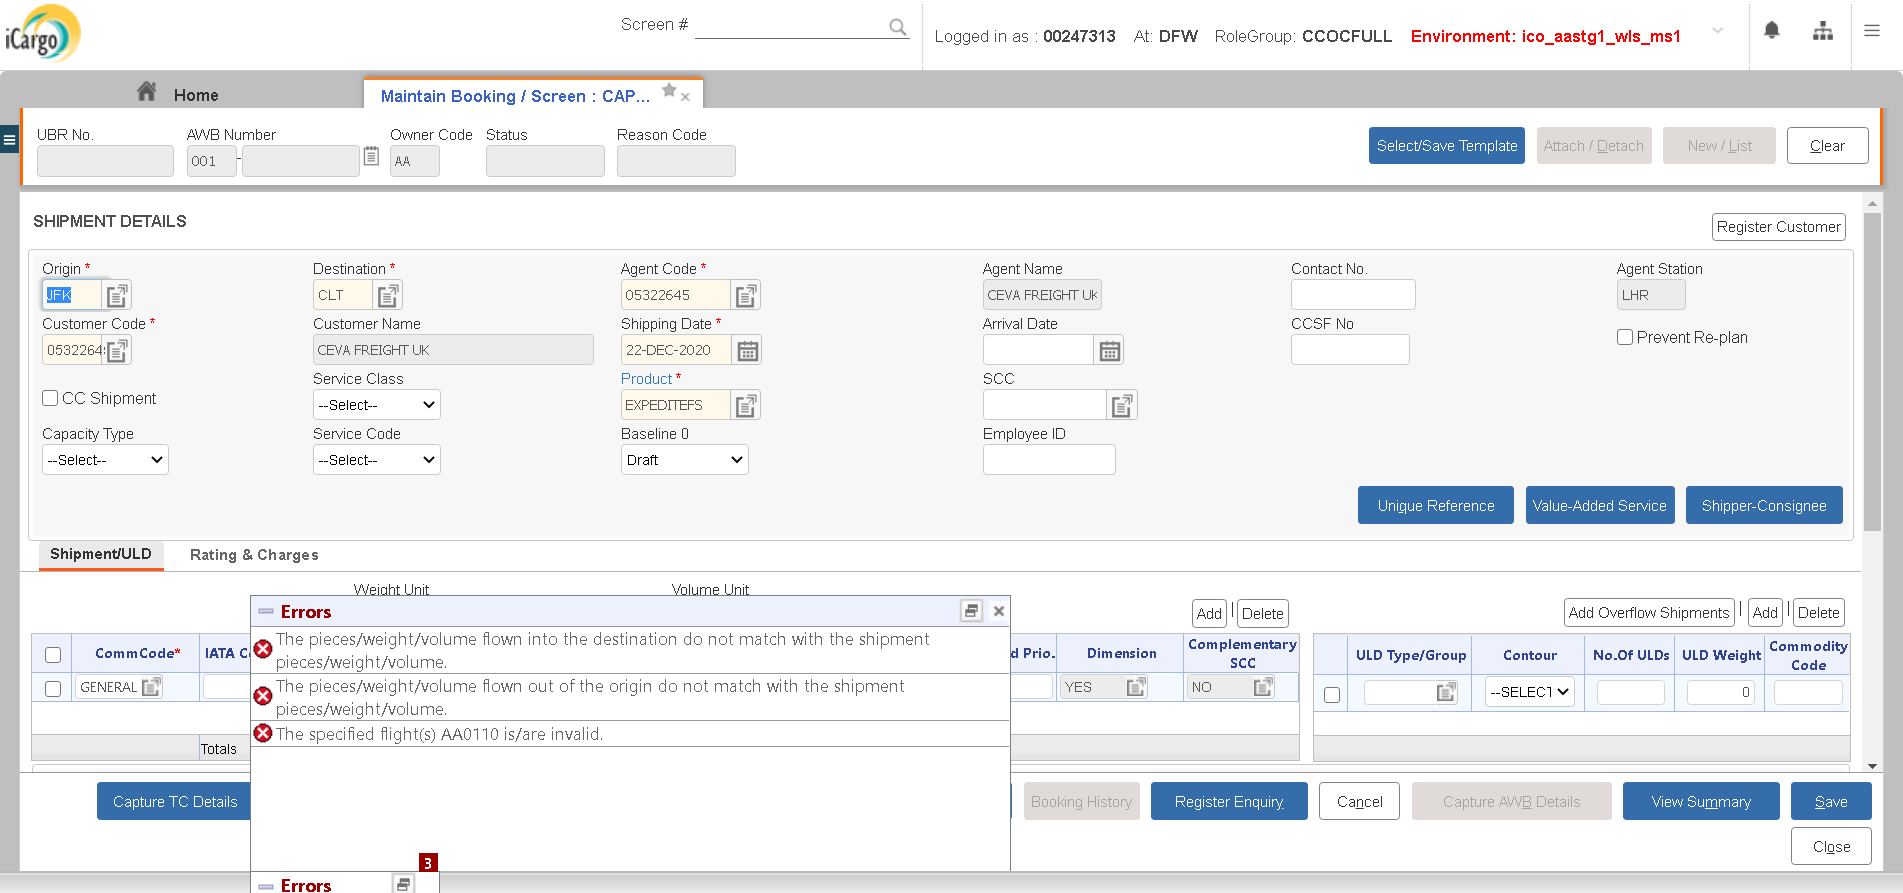 iCargo
Screen #
Logged in as : 00247313 At: DFW RoleGroup: CCOCFULL Environment: ico_aastg1_wls_ms1
Home
Maintain Booking / Screen : CAP...
UBR No. AWB Number Owner Code Status Reason Code
001 - AA
Select/Save Template Attach / Detach New / List Clear
SHIPMENT DETAILS
Register Customer
Origin * Destination * Agent Code * Agent Name Contact No. Agent Station
JFK CLT 05322645 CEVA FREIGHT UK LHR
Customer Code * Customer Name Shipping Date * Arrival Date CCSF No
0532264 CEVA FREIGHT UK 22-DEC-2020 Prevent Re-plan
Service Class Product * SCC
CC Shipment --Select-- EXPEDITEFS
Capacity Type Service Code Baseline 0 Employee ID
--Select-- --Select-- Draft
Unique Reference Value-Added Service Shipper-Consignee
Shipment/ULD Rating & Charges
Weight Unit Volume Unit
Add | Delete Add Overflow Shipments | Add | Delete
CommCode* IATA C d Prio. Dimension Complementary SCC ULD Type/Group Contour No.Of ULDs ULD Weight Commodity Code
GENERAL YES NO --SELECT 0
Totals
Errors
The pieces/weight/volume flown into the destination do not match with the shipment
pieces/weight/volume.
The pieces/weight/volume flown out of the origin do not match with the shipment
pieces/weight/volume.
The specified flight(s) AA0110 is/are invalid.
Capture TC Details Booking History Register Enquiry Cancel Capture AWB Details View Summary Save
Close
3
Errors